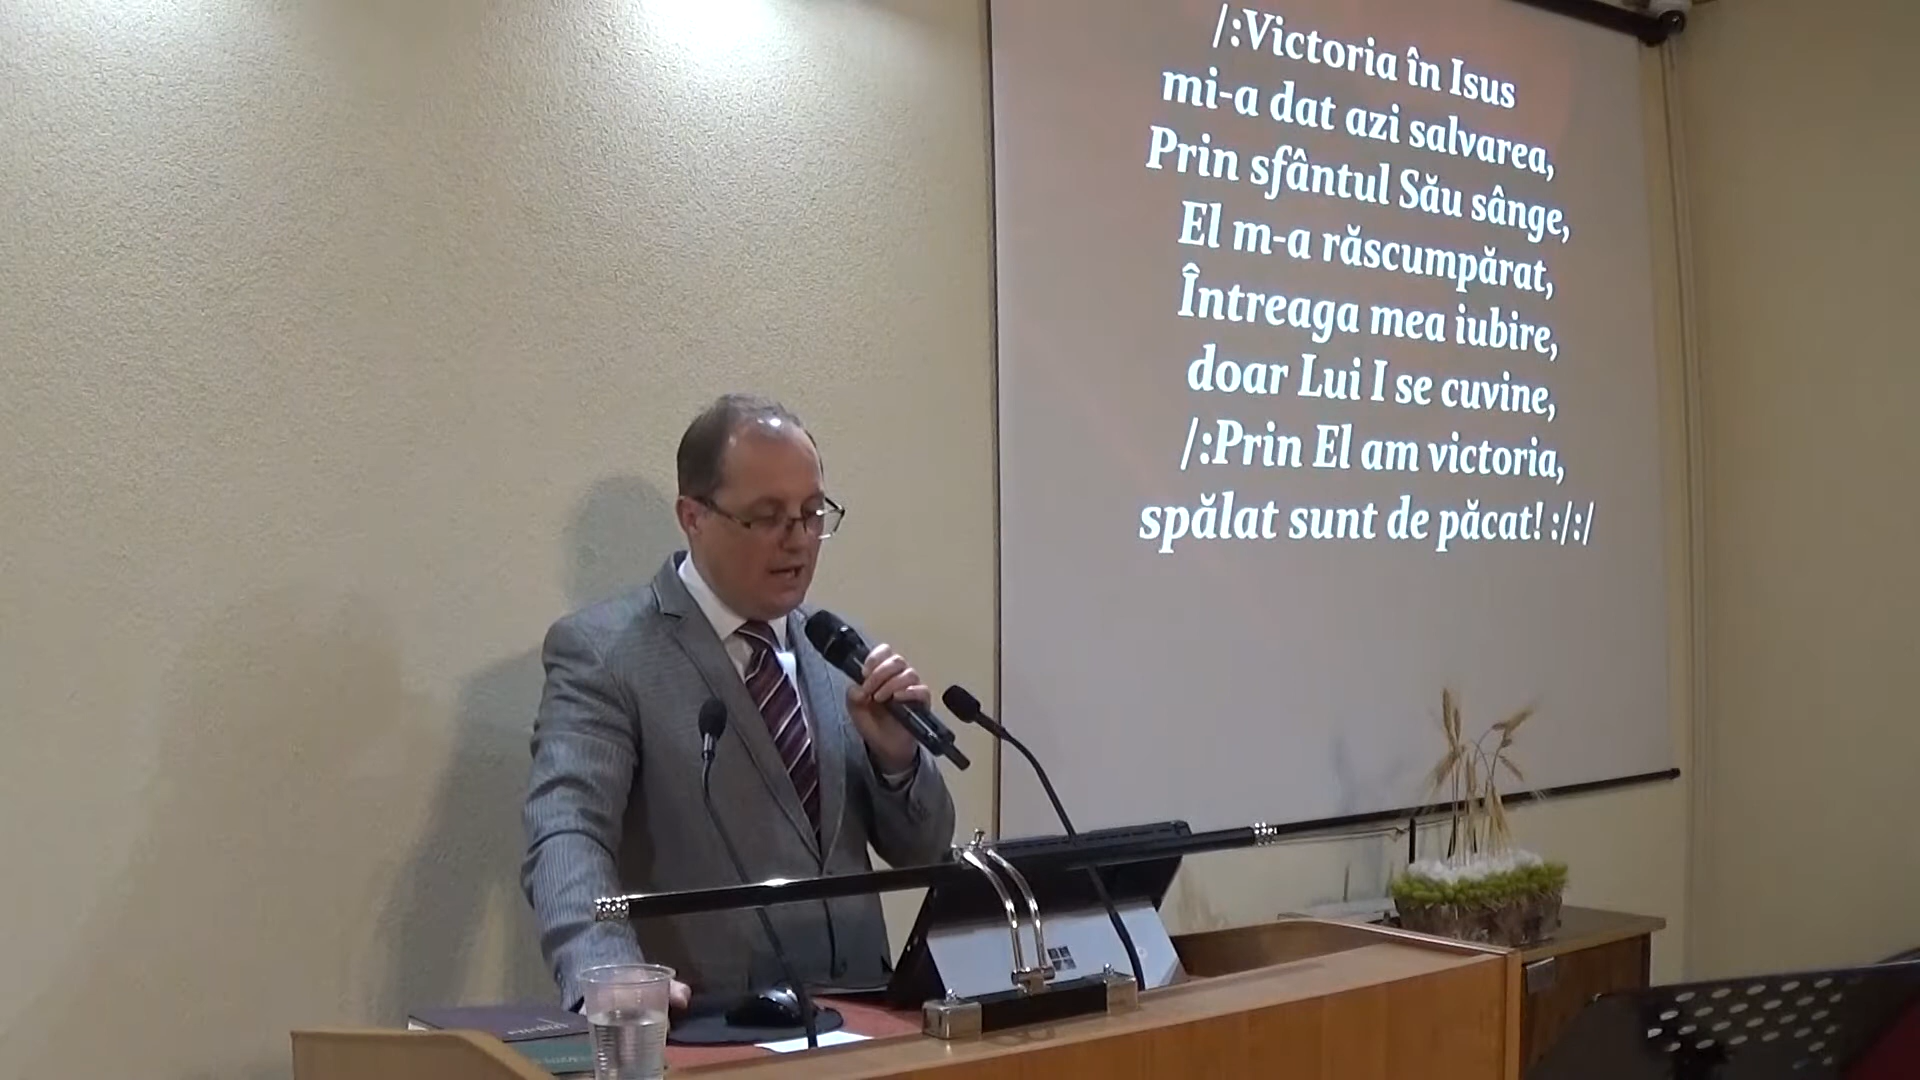 /:Victoria în Isus
mi-a dat azi salvarea,
Prin sfântul Său sânge,
El m-a răscumpărat,
Întreaga mea iubire,
doar Lui I se cuvine,
/:Prin El am victoria,
spălat sunt de păcat! :/:/